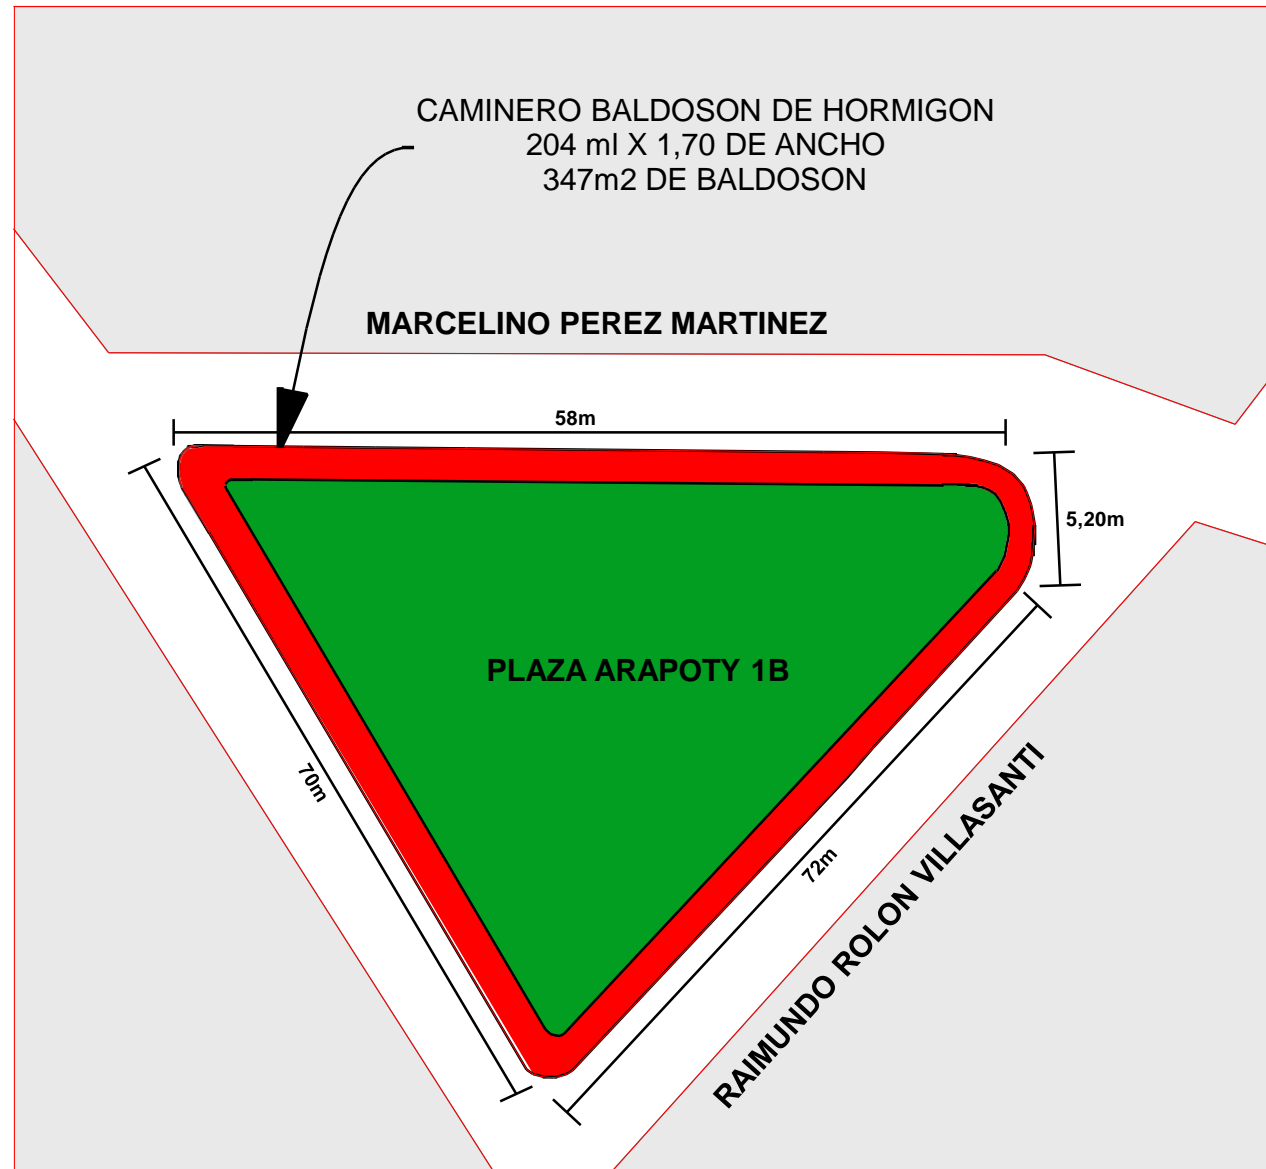 CAMINERO BALDOSON DE HORMIGON
204 ml X 1,70 DE ANCHO
347m2 DE BALDOSON
MARCELINO PEREZ MARTINEZ
58m
5,20m
PLAZA ARAPOTY 1B
70m
72m
RAIMUNDO ROLON VILLASANTI